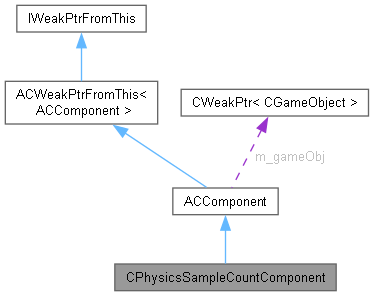 IWeakPtrFromThis
ACWeakPtrFromThis<
ACComponent >
CWeakPtr< CGameObject >
m_gameObj
ACComponent
CPhysicsSampleCountComponent